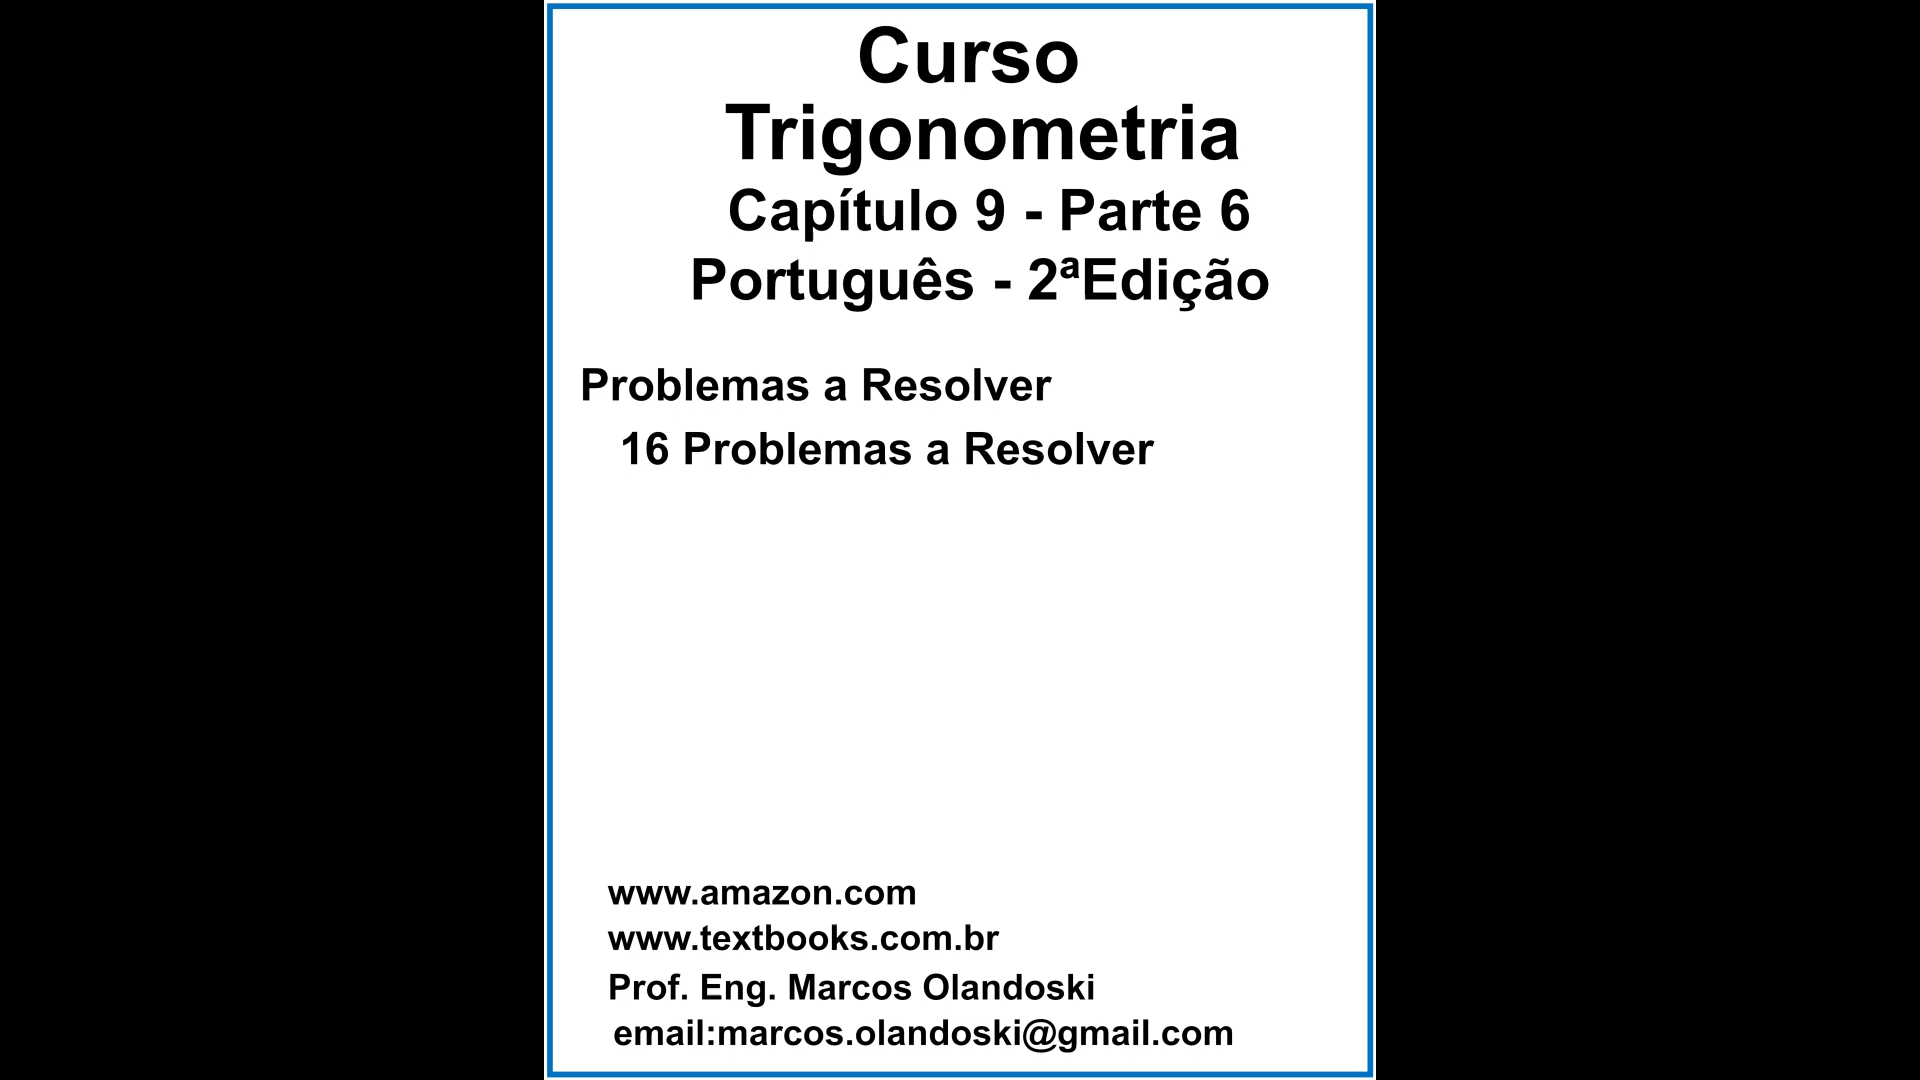 Curso
Trigonometria
Capítulo 9 - Parte 6
Português - 2ªEdição
Problemas a Resolver
16 Problemas a Resolver
www.amazon.com
www.textbooks.com.br
Prof. Eng. Marcos Olandoski
email:marcos.olandoski@gmail.com